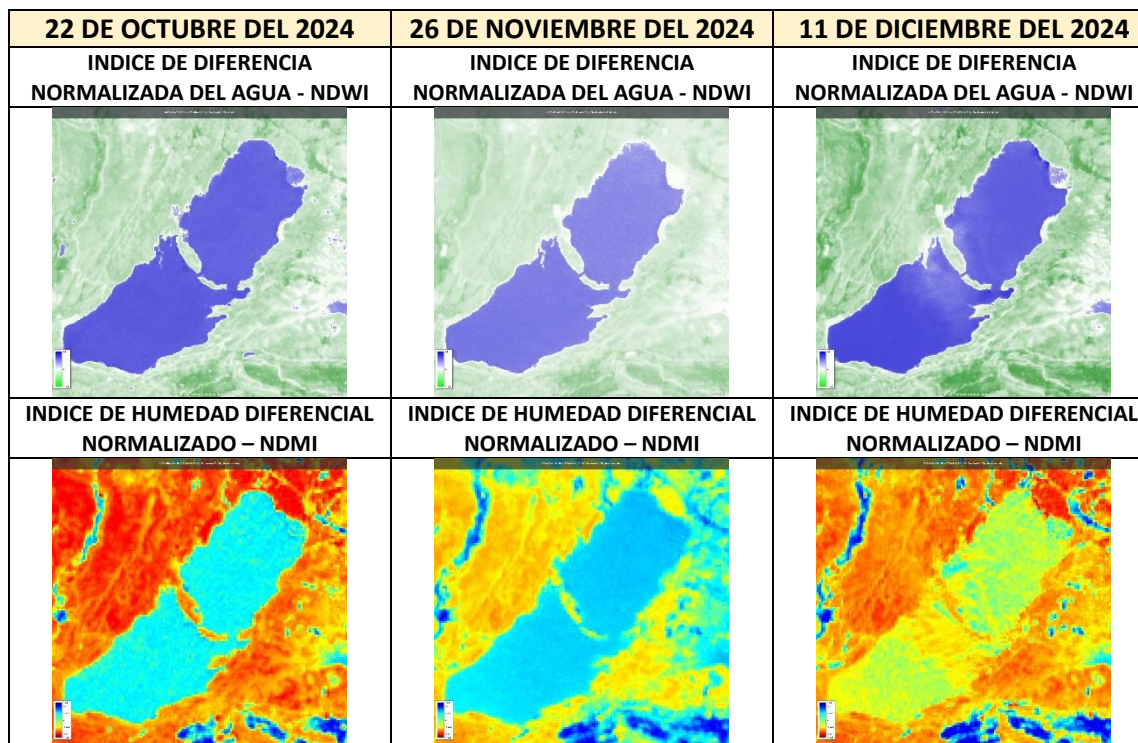 22 DE OCTUBRE DEL 2024
26 DE NOVIEMBRE DEL 2024
11 DE DICIEMBRE DEL 2024
INDICE DE DIFERENCIA
NORMALIZADA DEL AGUA - NDWI
INDICE DE DIFERENCIA
NORMALIZADA DEL AGUA - NDWI
INDICE DE DIFERENCIA
NORMALIZADA DEL AGUA - NDWI
INDICE DE HUMEDAD DIFERENCIAL
NORMALIZADO – NDMI
INDICE DE HUMEDAD DIFERENCIAL
NORMALIZADO – NDMI
INDICE DE HUMEDAD DIFERENCIAL
NORMALIZADO – NDMI